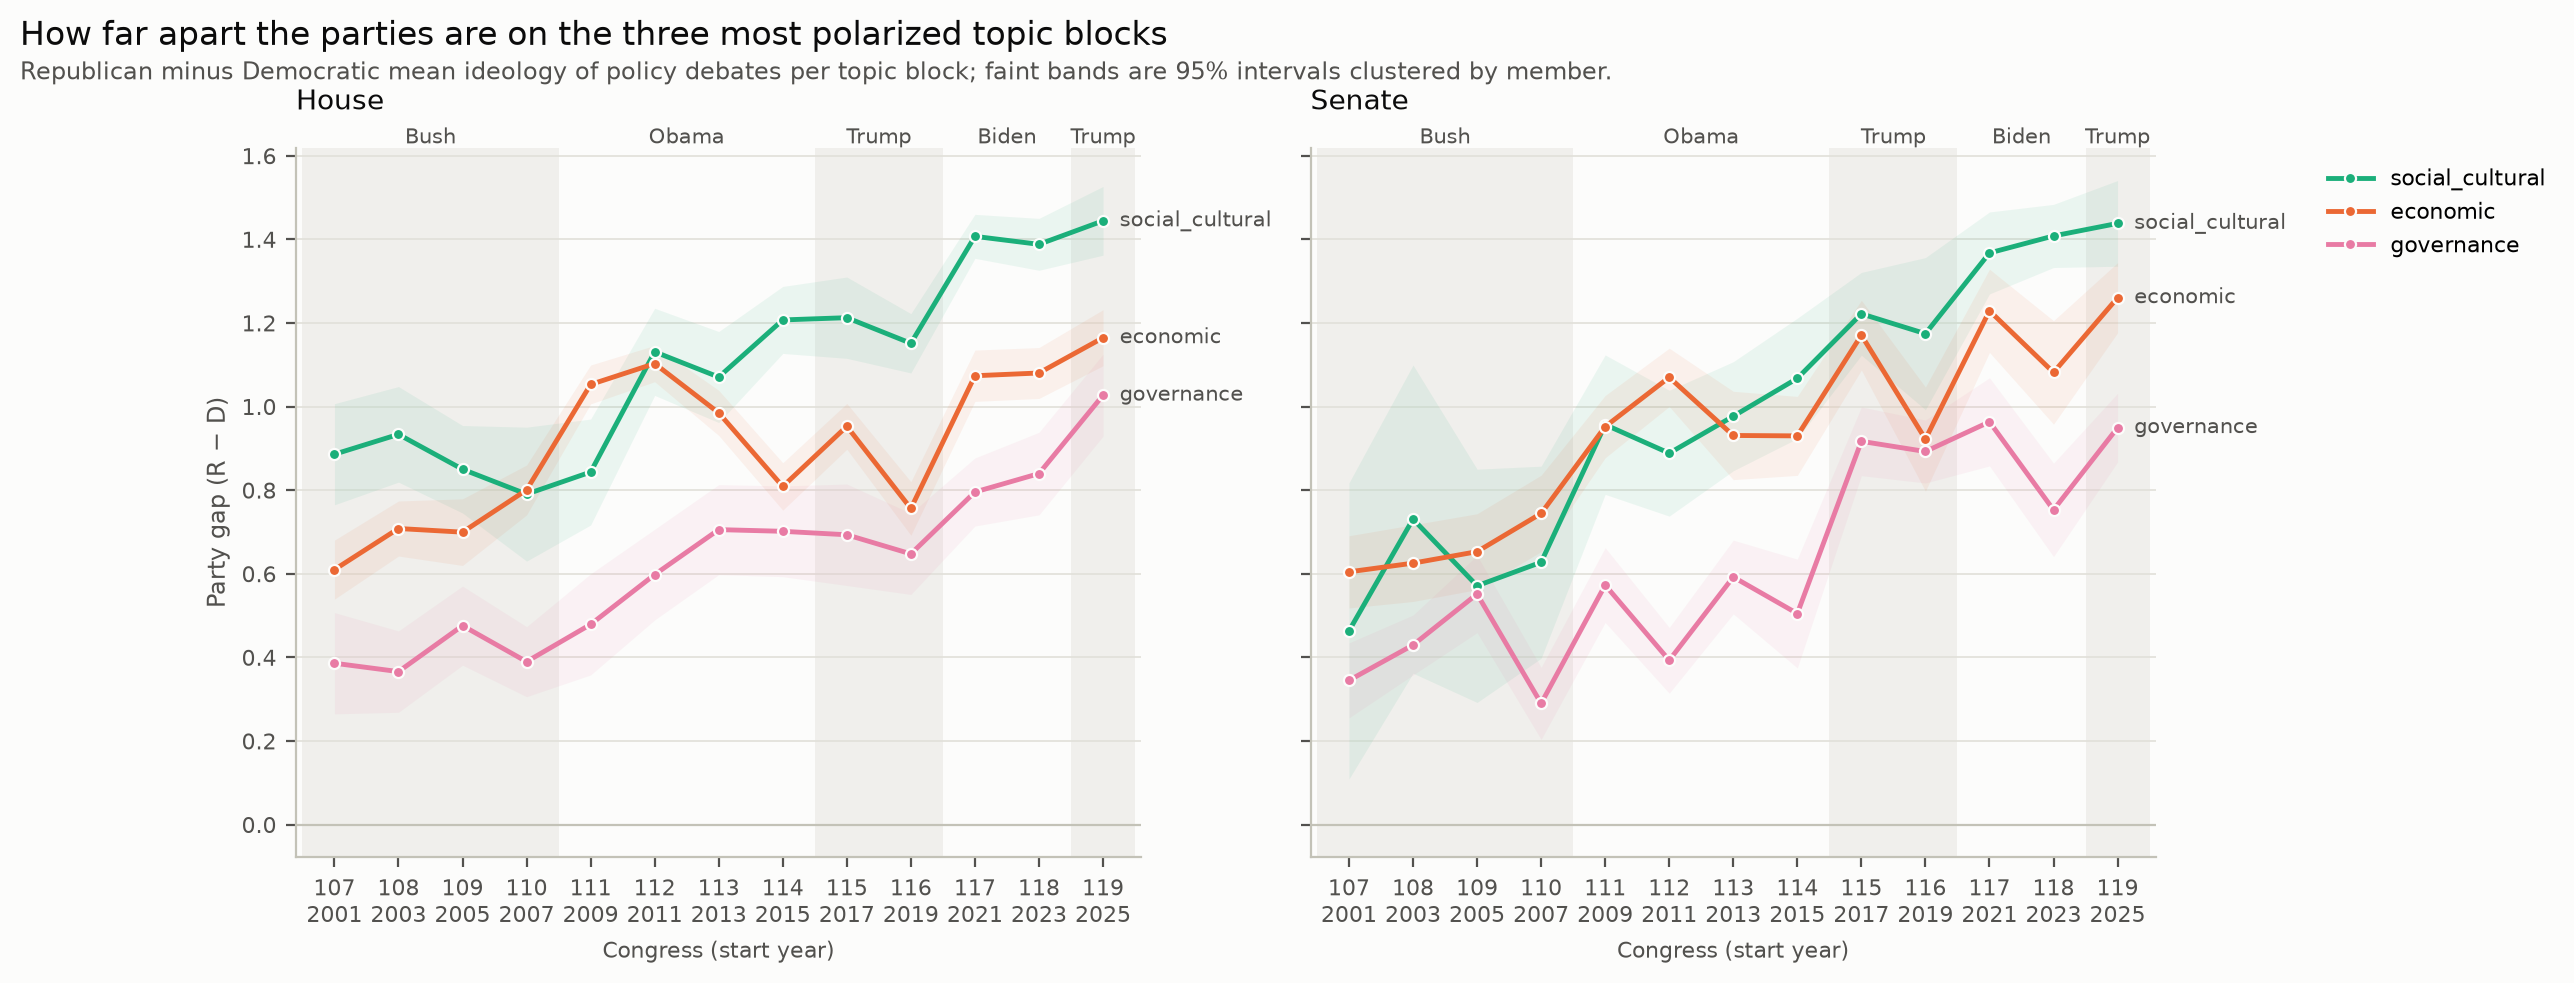 How far apart the parties are on the three most polarized topic blocks
Republican minus Democratic mean ideology of policy debates per topic block; faint bands are 95% intervals clustered by member.
House
Bush Obama Trump Biden Trump
1.6
1.4
1.2
1.0
0.8
0.6
0.4
0.2
0.0
Party gap (R − D)
social_cultural
economic
governance
107 108 109 110 111 112 113 114 115 116 117 118 119
2001 2003 2005 2007 2009 2011 2013 2015 2017 2019 2021 2023 2025
Congress (start year)
Senate
Bush Obama Trump Biden Trump
social_cultural
economic
governance
107 108 109 110 111 112 113 114 115 116 117 118 119
2001 2003 2005 2007 2009 2011 2013 2015 2017 2019 2021 2023 2025
Congress (start year)
social_cultural
economic
governance